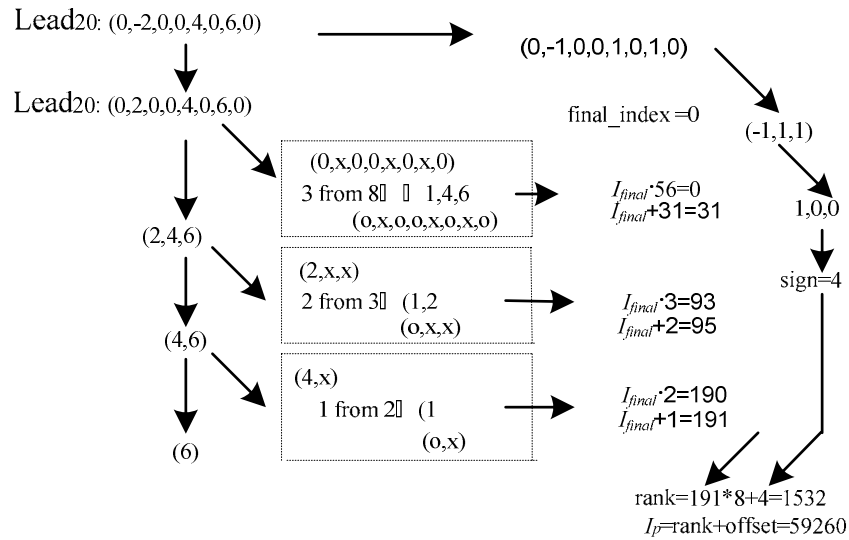 Lead20: (0,-2,0,0,4,0,6,0)
(0,-1,0,0,1,0,1,0)
Lead20: (0,2,0,0,4,0,6,0)
final_index =0
(-1,1,1)
(0,x,0,0,x,0,x,0)
3 from 8▯ ▯ 1,4,6
(o,x,o,o,x,o,x,o)
Ifinal·56=0
Ifinal+31=31
1,0,0
(2,4,6)
(2,x,x)
2 from 3▯ (1,2
(o,x,x)
Ifinal·3=93
Ifinal+2=95
sign=4
(4,6)
(4,x)
1 from 2▯ (1
(o,x)
Ifinal·2=190
Ifinal+1=191
(6)
rank=191*8+4=1532
Ip=rank+offset=59260